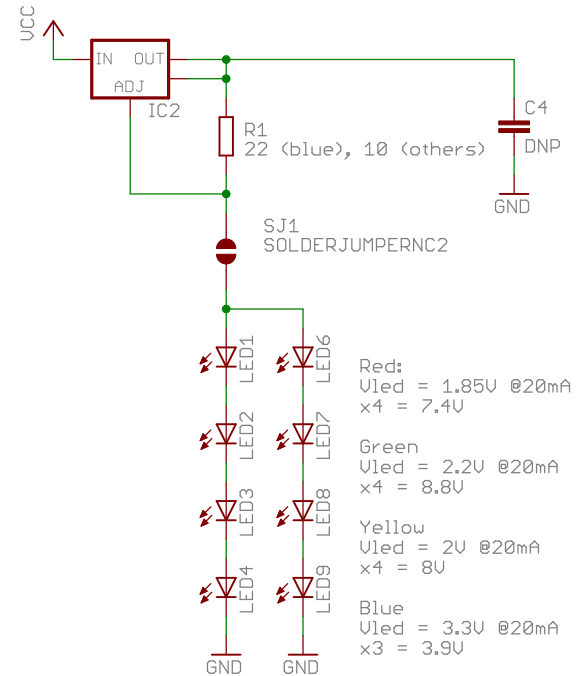 VCC
IN OUT
ADJ
IC2
R1
22 (blue), 10 (others)
C4
DNP
GND
SJ1
SOLDERJUMPERNC2
LED1
LED6
LED2
LED7
LED3
LED8
LED4
LED9
GND
GND
Red:
Vled = 1.85V @20mA
x4 = 7.4V
Green
Vled = 2.2V @20mA
x4 = 8.8V
Yellow
Vled = 2V @20mA
x4 = 8V
Blue
Vled = 3.3V @20mA
x3 = 3.9V